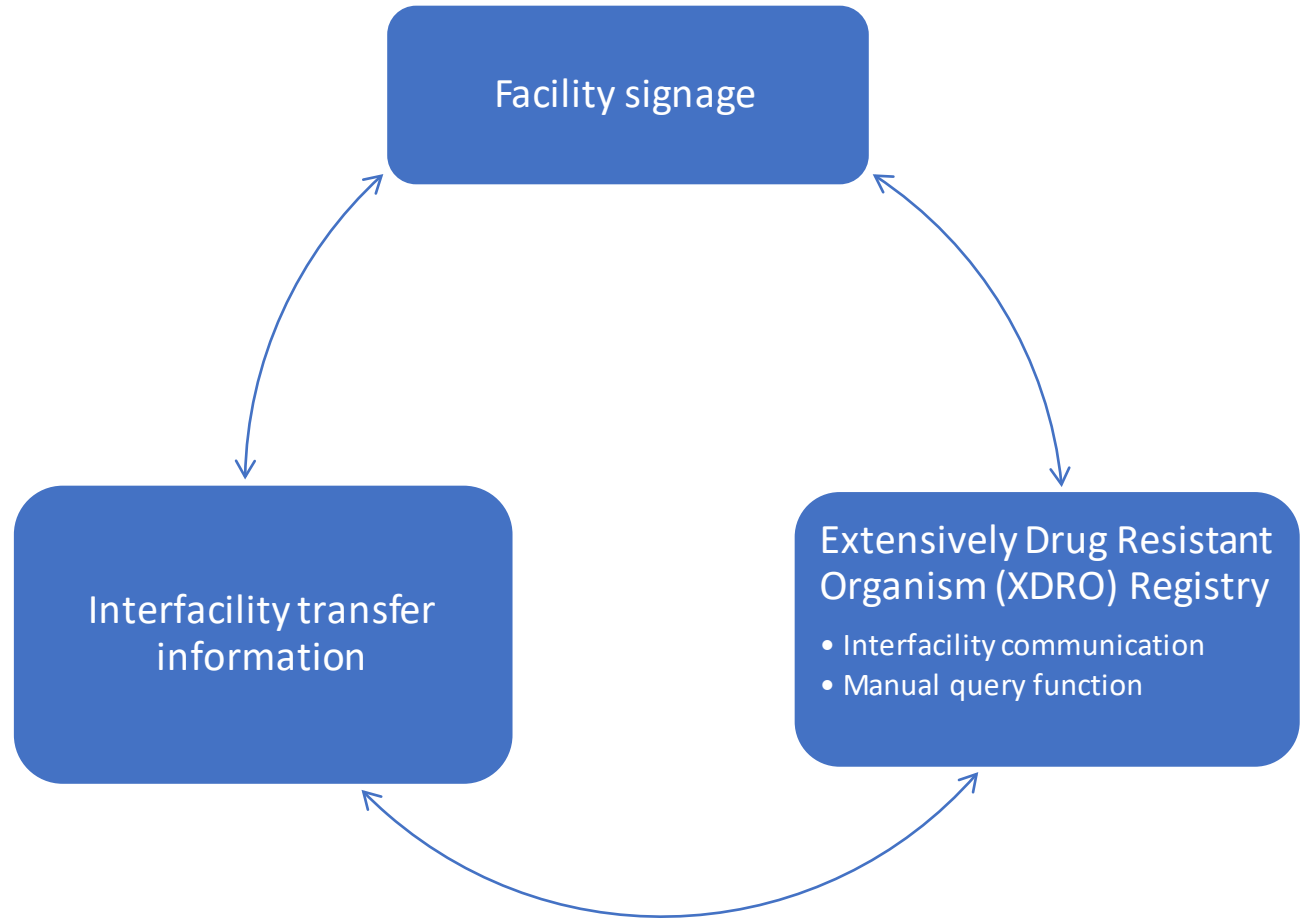 Facility signage
Interfacility transfer
information
Extensively Drug Resistant
Organism (XDRO) Registry
• Interfacility communication
• Manual query function